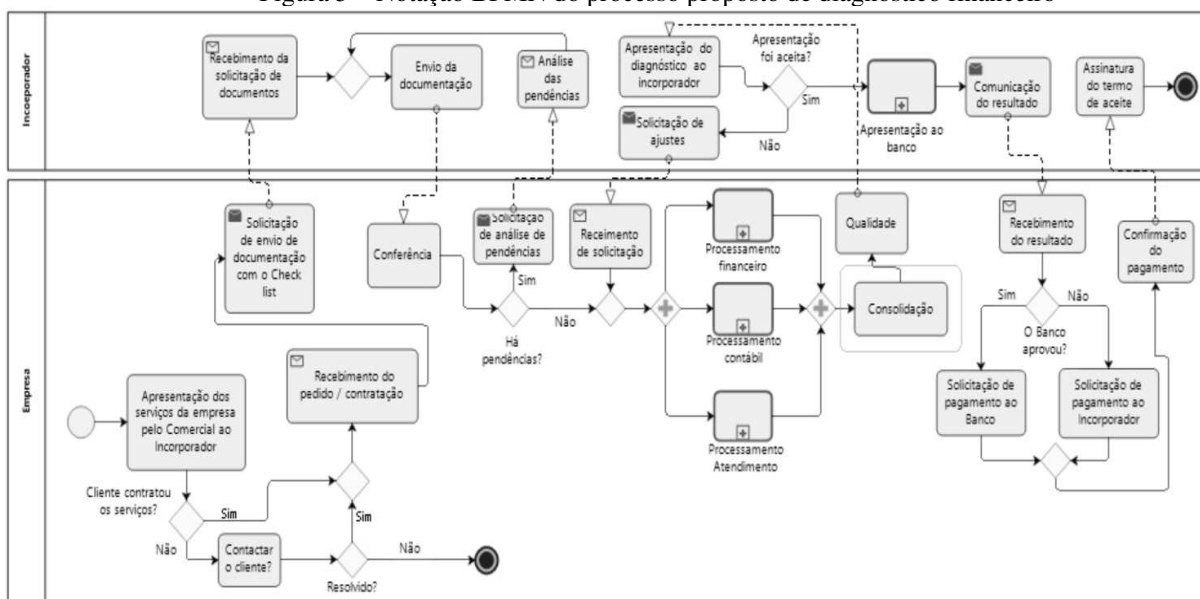 Figura 3 – Notação BPMN do processo proposto de diagnóstico financeiro
Incoeporador
Recebimento da
solicitação de
documentos
Envio da
documentação
Análise
das
pendências
Apresentação do
diagnóstico ao
incorporador
Apresentação
foi aceita?
Sim
Não
Solicitação de
ajustes
Apresentação ao
banco
Comunicação
do resultado
Assinatura
do termo
de aceite
Empresa
Solicitação
de envio de
documentação
com o Check
list
Conferência
Solicitação
de análise de
pendências
Sim
Não
Há
pendências?
Receimento
de solicitação
Processamento
financeiro
Processamento
contábil
Processamento
Atendimento
Qualidade
Consolidação
Recebimento
do resultado
Sim
Não
O Banco
aprovou?
Solicitação de
pagamento ao
Banco
Solicitação de
pagamento ao
Incorporador
Confirmação
do
pagamento
Recebimento do
pedido / contratação
Apresentação dos
serviços da empresa
pelo Comercial ao
Incorporador
Cliente contratou
os serviços?
Sim
Não
Contactar
o cliente?
Sim
Não
Resolvido?